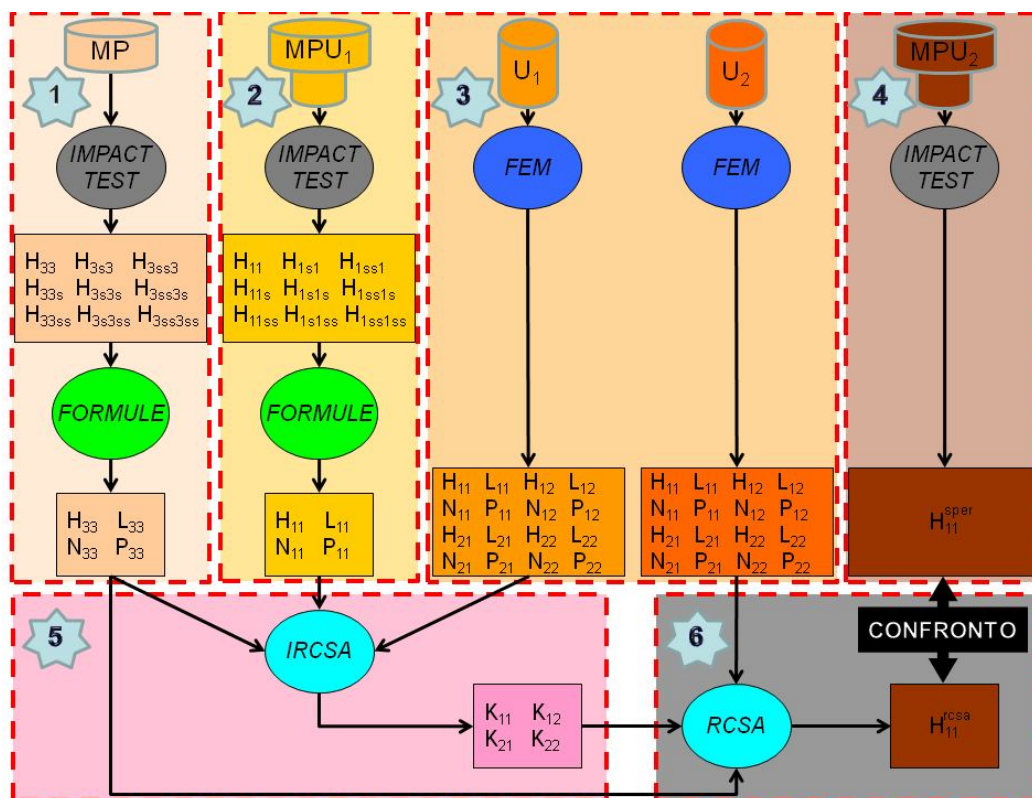 MP
1
IMPACT
TEST
H33 H3s3 H3ss3
H33s H3s3s H3ss3s
H33ss H3s3ss H3ss3ss
FORMULE
H33 L33
N33 P33
MPU1
2
IMPACT
TEST
H11 H1s1 H1ss1
H11s H1s1s H1ss1s
H11ss H1s1ss H1ss1ss
FORMULE
H11 L11
N11 P11
U1
3
FEM
H11 L11 H12 L12
N11 P11 N12 P12
H21 L21 H22 L22
N21 P21 N22 P22
U2
FEM
H11 L11 H12 L12
N11 P11 N12 P12
H21 L21 H22 L22
N21 P21 N22 P22
MPU2
4
IMPACT
TEST
H11sper
5
IRCSA
K11 K12
K21 K22
6
RCSA
CONFRONTO
H11rcsa